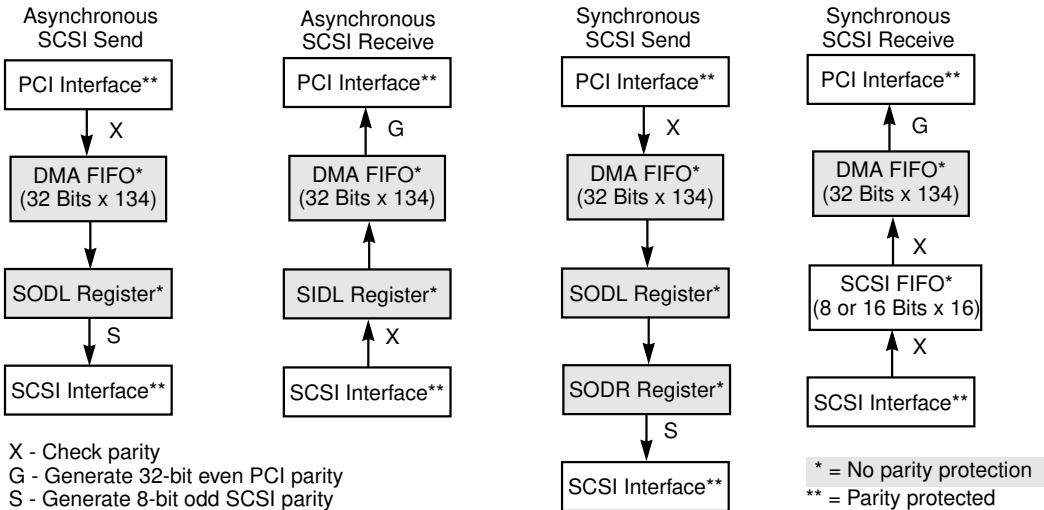 Asynchronous
SCSI Send
PCI Interface**
X
DMA FIFO*
(32 Bits x 134)
SODL Register*
S
SCSI Interface**
Asynchronous
SCSI Receive
PCI Interface**
G
DMA FIFO*
(32 Bits x 134)
SIDL Register*
X
SCSI Interface**
Synchronous
SCSI Send
PCI Interface**
X
DMA FIFO*
(32 Bits x 134)
SODL Register*
SODR Register*
S
SCSI Interface**
Synchronous
SCSI Receive
PCI Interface**
G
DMA FIFO*
(32 Bits x 134)
X
SCSI FIFO*
(8 or 16 Bits x 16)
X
SCSI Interface**
X - Check parity
G - Generate 32-bit even PCI parity
S - Generate 8-bit odd SCSI parity
* = No parity protection
** = Parity protected